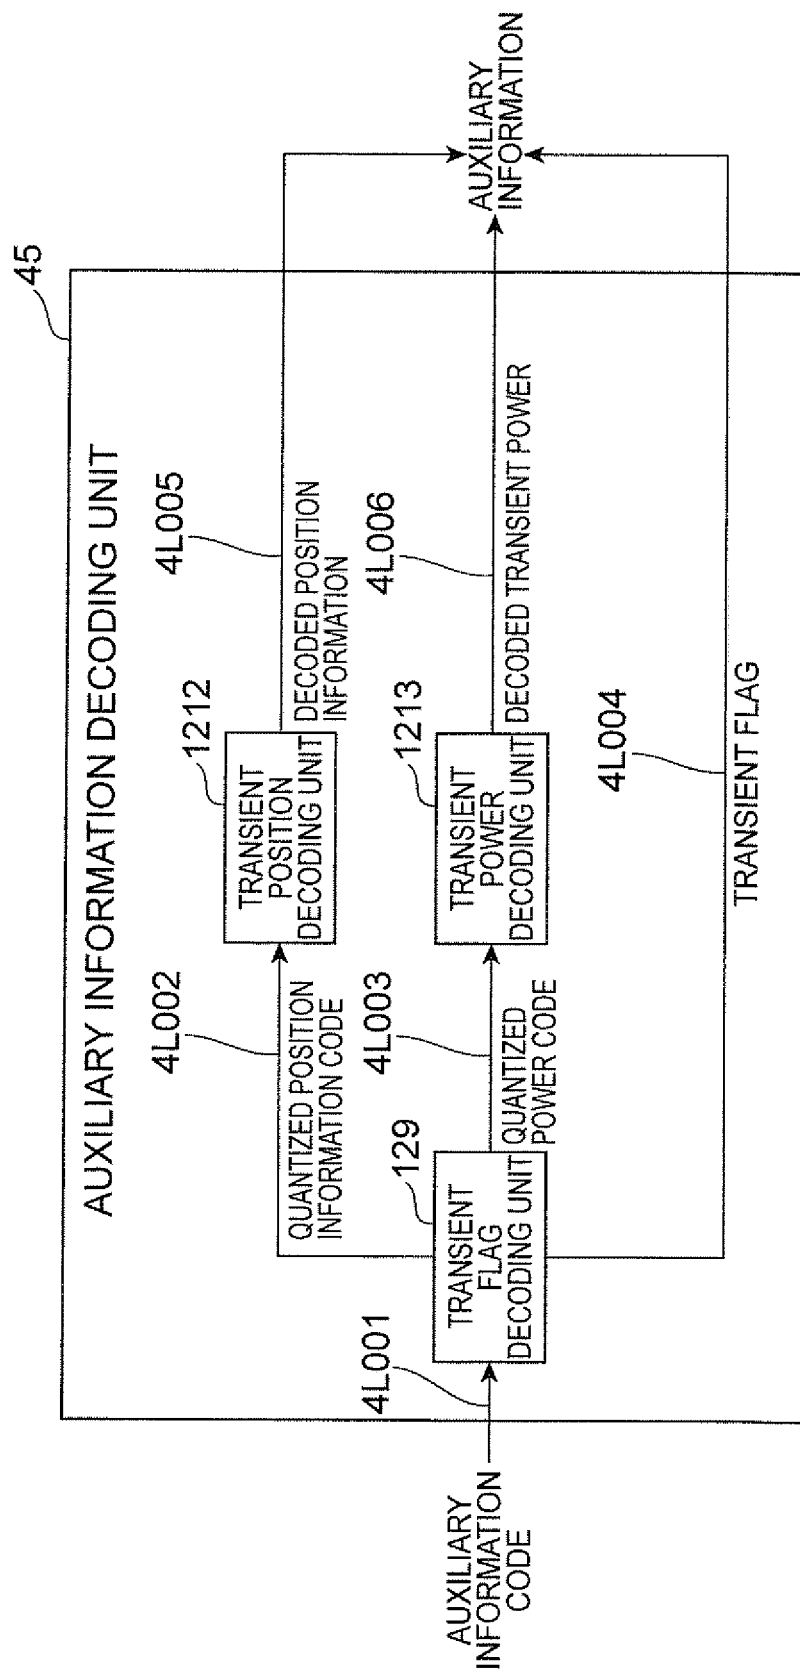 45
AUXILIARY INFORMATION DECODING UNIT
AUXILIARY
INFORMATION
CODE
4L001
129
TRANSIENT
FLAG
DECODING UNIT
4L002
QUANTIZED POSITION
INFORMATION CODE
1212
TRANSIENT
POSITION
DECODING UNIT
4L005
DECODED POSITION
INFORMATION
4L003
QUANTIZED
POWER CODE
1213
TRANSIENT
POWER
DECODING UNIT
4L006
DECODED TRANSIENT POWER
4L004
TRANSIENT FLAG
AUXILIARY
INFORMATION